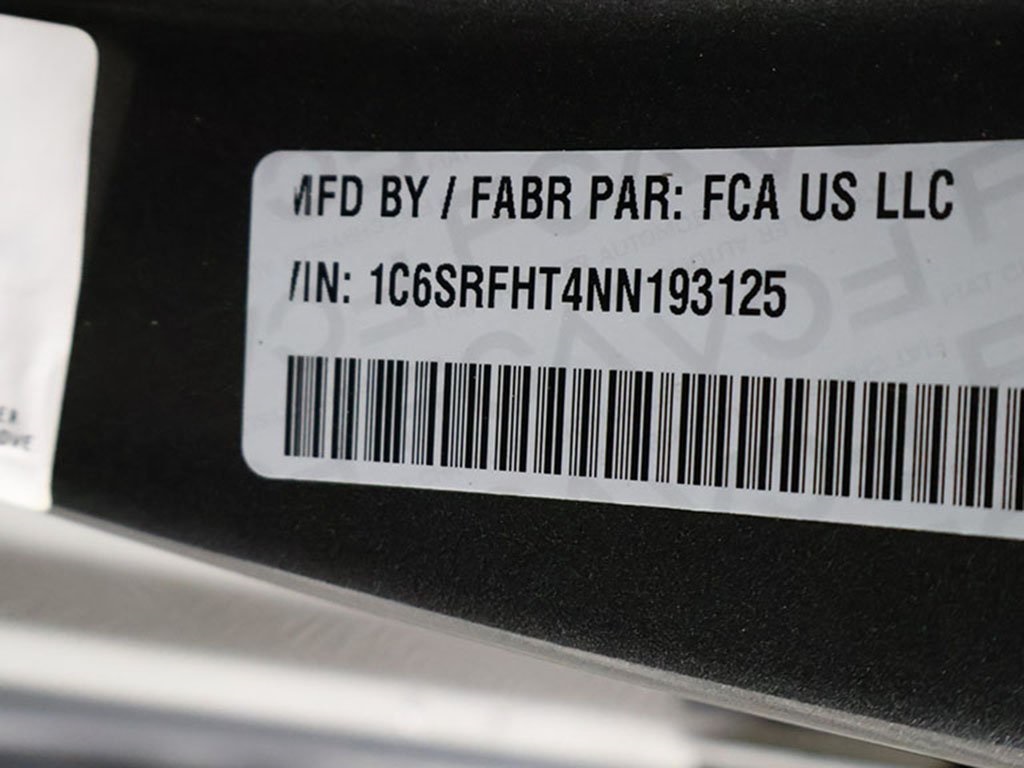 MFD BY / FABR PAR: FCA US LLC
VIN: 1C6SRFHT4NN193125